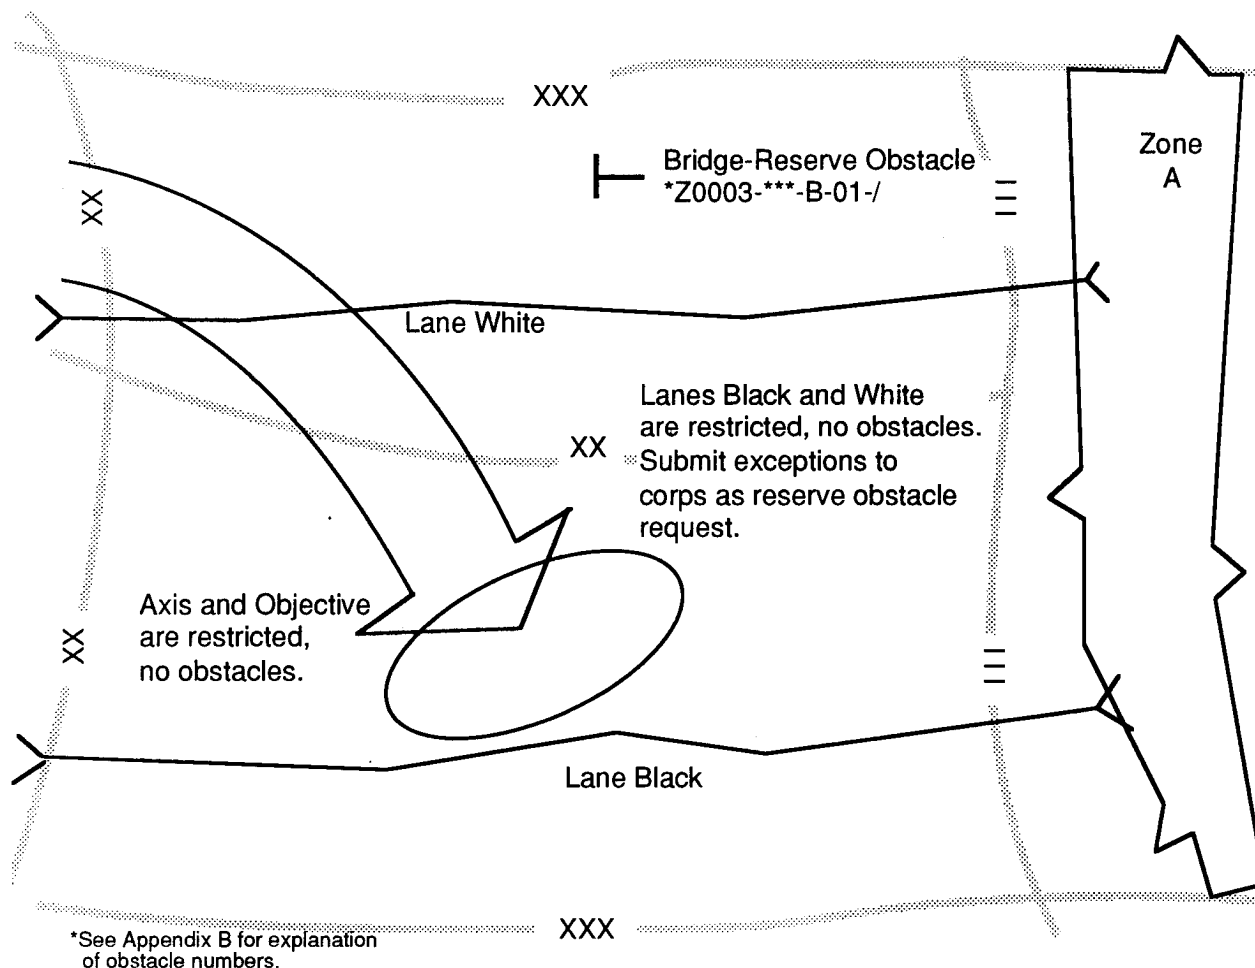 XXX
Bridge-Reserve Obstacle
*Z0003-***-B-01-/
Zone
A
XX
III
Lane White
Lanes Black and White
are restricted, no obstacles.
XX
Submit exceptions to
corps as reserve obstacle
request.
Axis and Objective
are restricted,
no obstacles.
XX
III
Lane Black
XXX
*See Appendix B for explanation
of obstacle numbers.